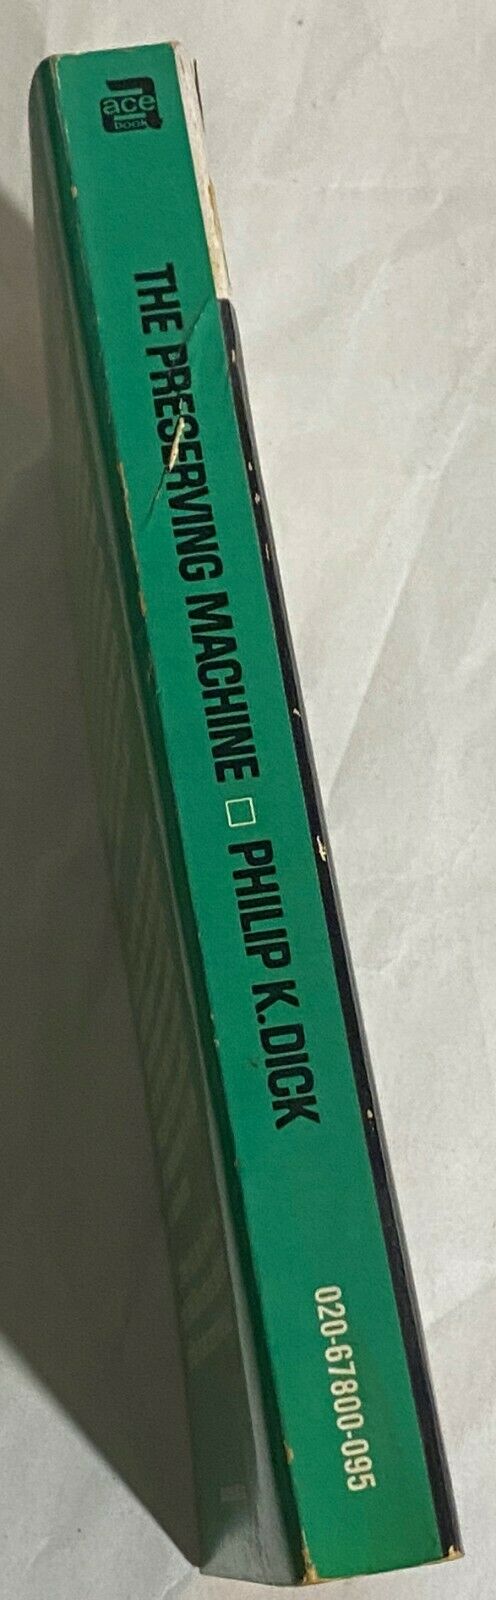 ace
book
THE PRESERVING MACHINE □ PHILIP K. DICK
020-67800-095